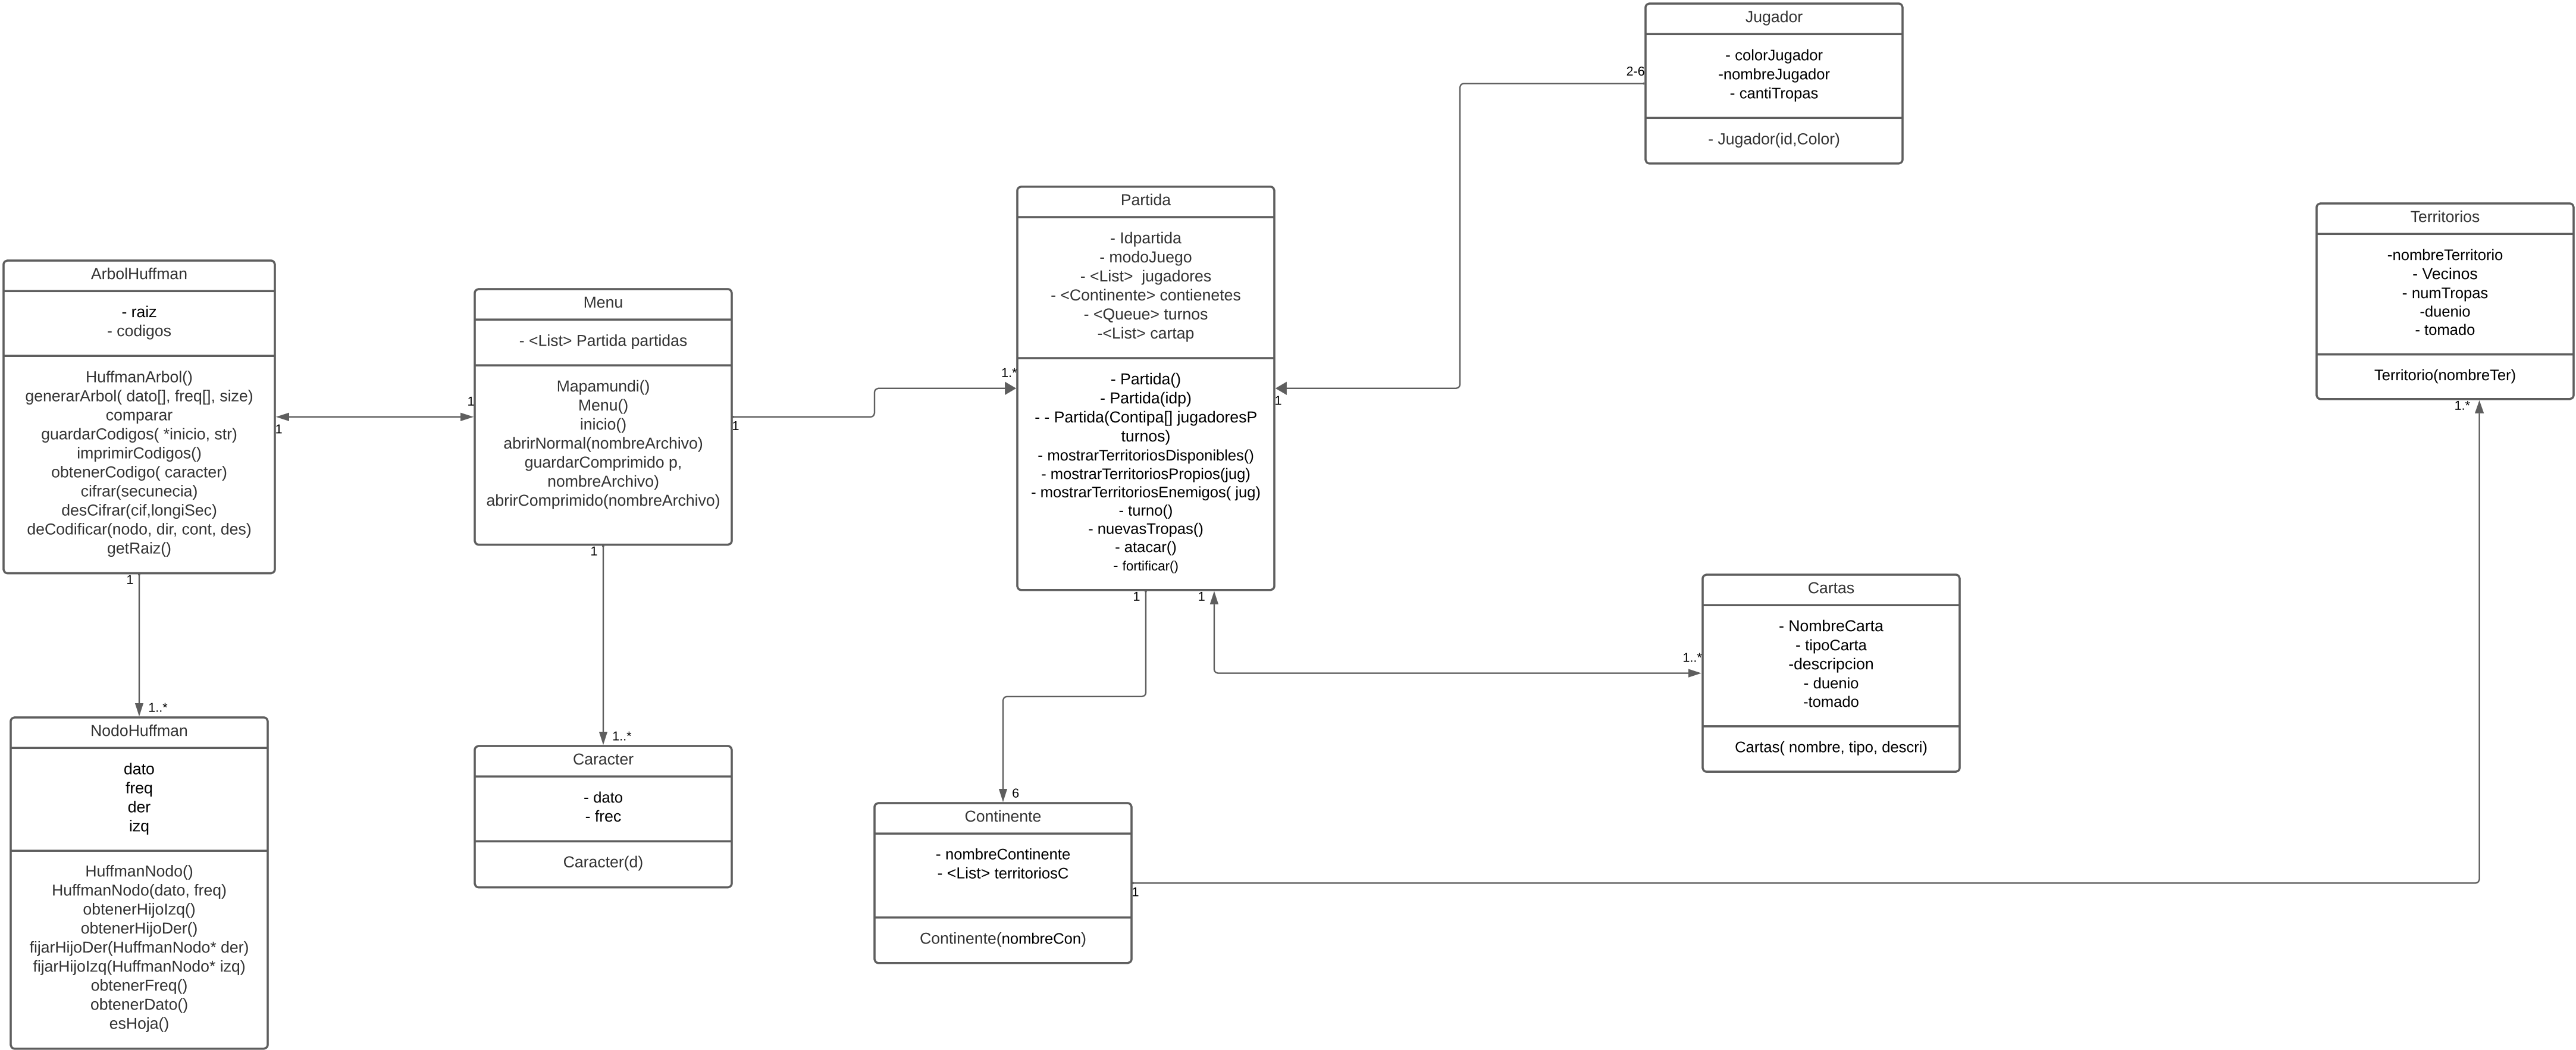 Jugador
- colorJugador
-nombreJugador
- cantiTropas
- Jugador(id,Color)
2-6
Partida
- Idpartida
- modoJuego
- <List>  jugadores
- <Continente> contienetes
- <Queue> turnos
-<List> cartap
- Partida()
- Partida(idp)
- - Partida(Contipa[] jugadoresP
turnos)
- mostrarTerritoriosDisponibles()
- mostrarTerritoriosPropios(jug)
- mostrarTerritoriosEnemigos( jug)
- turno()
- nuevasTropas()
- atacar()
- fortificar()
1.*
1
1
1
Territorios
-nombreTerritorio
- Vecinos
- numTropas
-duenio
- tomado
Territorio(nombreTer)
1.*
ArbolHuffman
- raiz
- codigos
HuffmanArbol()
generarArbol( dato[], freq[], size)
comparar
guardarCodigos( *inicio, str)
imprimirCodigos()
obtenerCodigo( caracter)
cifrar(secunecia)
desCifrar(cif,longiSec)
deCodificar(nodo, dir, cont, des)
getRaiz()
1
1
Menu
- <List> Partida partidas
Mapamundi()
Menu()
inicio()
abrirNormal(nombreArchivo)
guardarComprimido p,
nombreArchivo)
abrirComprimido(nombreArchivo)
1
1
1
Cartas
- NombreCarta
- tipoCarta
-descripcion
- duenio
-tomado
Cartas( nombre, tipo, descri)
1..*
NodoHuffman
dato
freq
der
izq
HuffmanNodo()
HuffmanNodo(dato, freq)
obtenerHijoIzq()
obtenerHijoDer()
fijarHijoDer(HuffmanNodo* der)
fijarHijoIzq(HuffmanNodo* izq)
obtenerFreq()
obtenerDato()
esHoja()
1..*
Caracter
- dato
- frec
Caracter(d)
1..*
Continente
- nombreContinente
- <List> territoriosC
Continente(nombreCon)
6
1